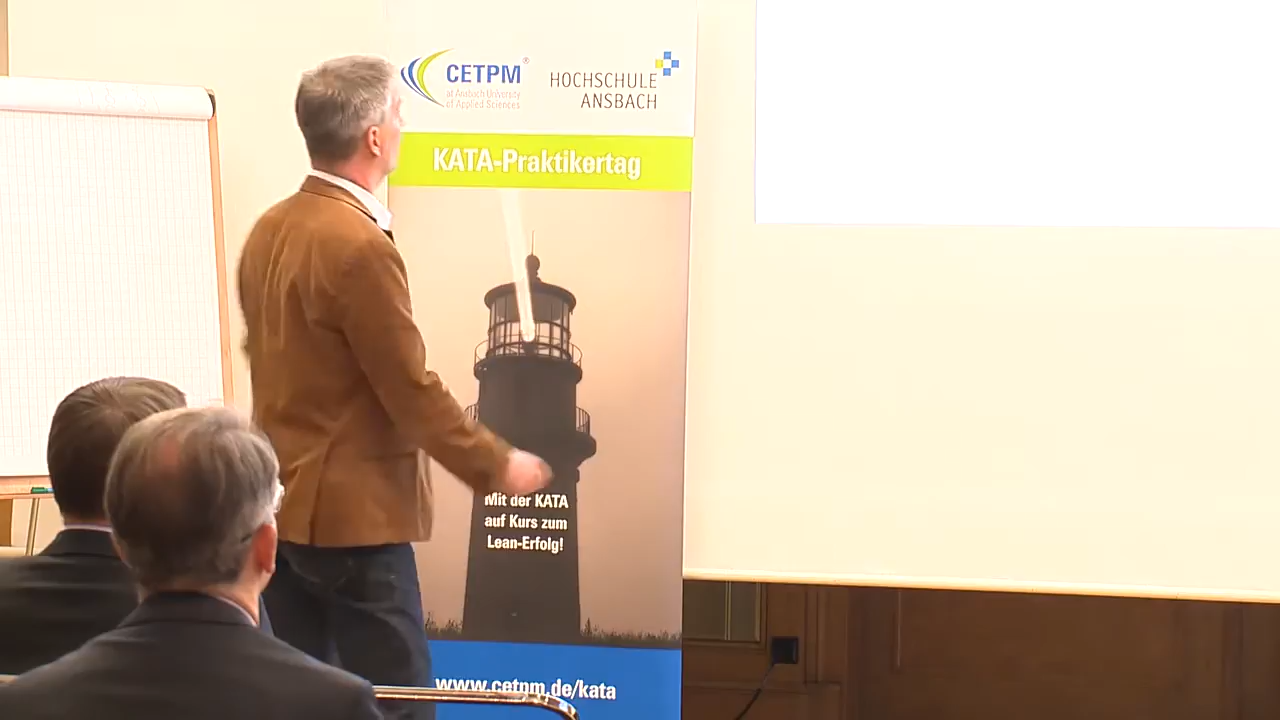 CETPM®
at Ansbach University
of Applied Sciences
HOCHSCHULE
ANSBACH
KATA-Praktikertag
Mit der KATA
auf Kurs zum
Lean-Erfolg!
www.cetpm.de/kata